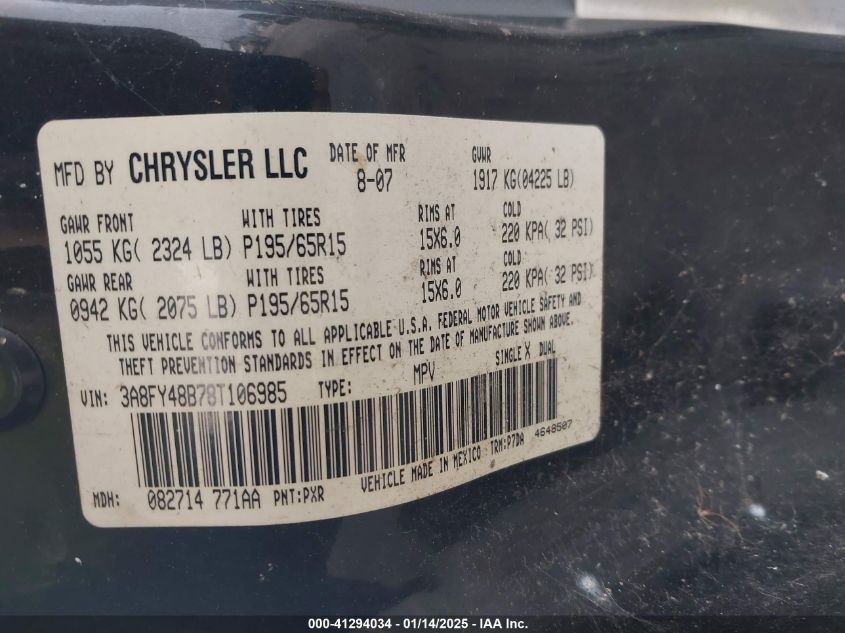 MFD BY CHRYSLER LLC DATE OF MFR GVWR
8-07 1917 KG(04225 LB)
GAWR FRONT WITH TIRES RIMS AT COLD
1055 KG( 2324 LB) P195/65R15 15X6.0 220 KPA( 32 PSI)
GAWR REAR WITH TIRES RIMS AT COLD
0942 KG( 2075 LB) P195/65R15 15X6.0 220 KPA( 32 PSI)
THIS VEHICLE CONFORMS TO ALL APPLICABLE U.S.A. FEDERAL MOTOR VEHICLE SAFETY AND
THEFT PREVENTION STANDARDS IN EFFECT ON THE DATE OF MANUFACTURE SHOWN ABOVE.
VIN: 3A8FY48B78T106985 TYPE: MPV SINGLE X DUAL
MDH: 082714 771AA PNT:PXR VEHICLE MADE IN MEXICO TRM:P7DA 4648507
000-41294034 - 01/14/2025 - IAA Inc.